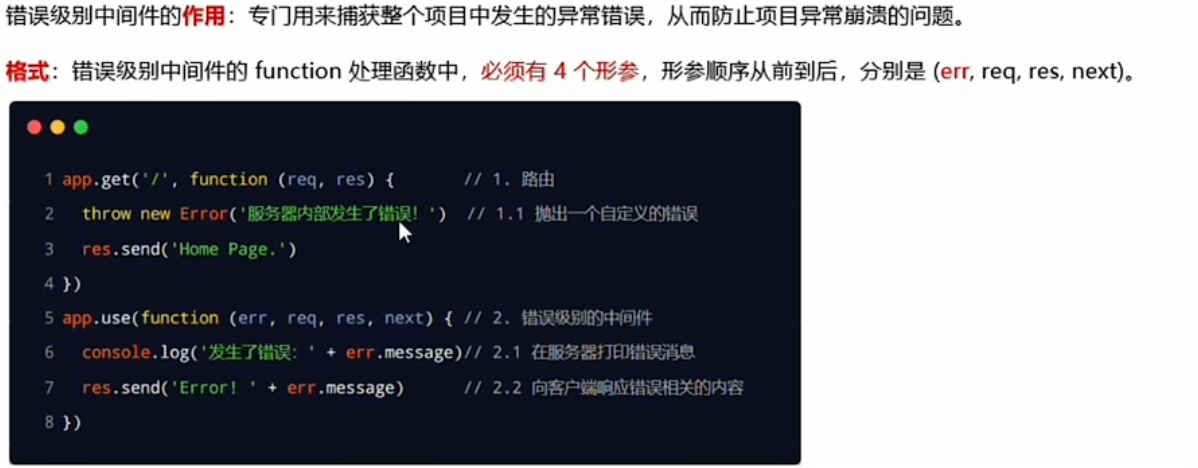 错误级别中间件的作用：专门用来捕获整个项目中发生的异常错误，从而防止项目异常崩溃的问题。
格式：错误级别中间件的 function 处理函数中，必须有 4 个形参，形参顺序从前到后，分别是 (err, req, res, next)。
1 app.get('/', function (req, res) { // 1. 路由
2 throw new Error('服务器内部发生了错误！') // 1.1 抛出一个自定义的错误
3 res.send('Home Page.')
4 })
5 app.use(function (err, req, res, next) { // 2. 错误级别的中间件
6 console.log('发生了错误：' + err.message)// 2.1 在服务器打印错误消息
7 res.send('Error! ' + err.message) // 2.2 向客户端响应错误相关的内容
8 })